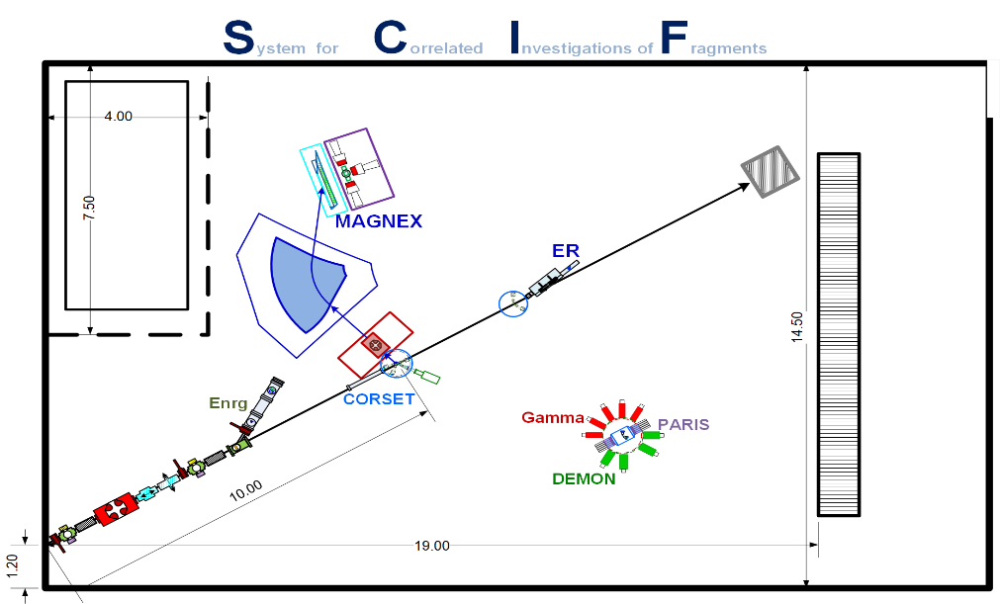 System for Correlated Investigations of Fragments
4.00
7.50
MAGNEX
ER
14.50
Enrg
CORSET
Gamma
PARIS
DEMON
10.00
19.00
1.20